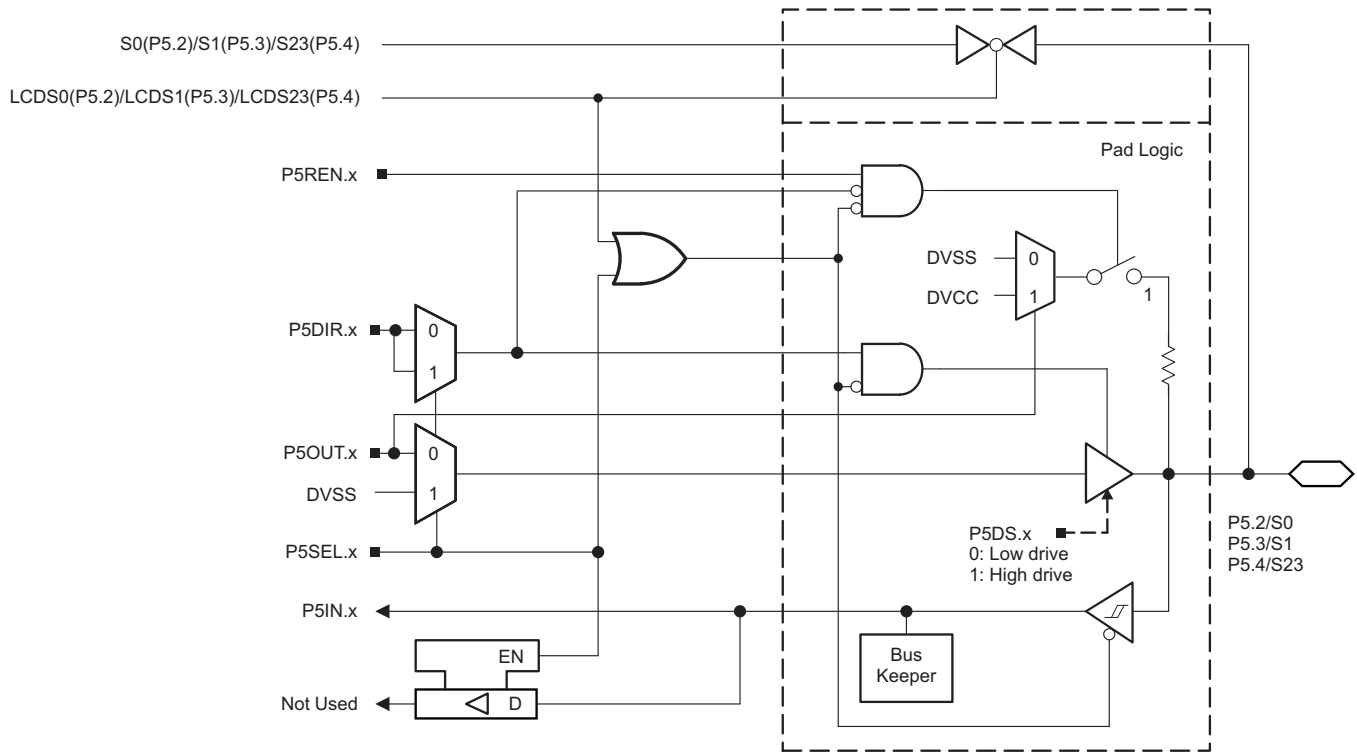 S0(P5.2)/S1(P5.3)/S23(P5.4)
LCDS0(P5.2)/LCDS1(P5.3)/LCDS23(P5.4)
Pad Logic
P5REN.x
DVSS
0
DVCC
1
1
P5DIR.x
0
1
P5OUT.x
0
DVSS
1
P5SEL.x
P5DS.x
0: Low drive
1: High drive
P5.2/S0
P5.3/S1
P5.4/S23
P5IN.x
EN
Bus
Keeper
Not Used
D